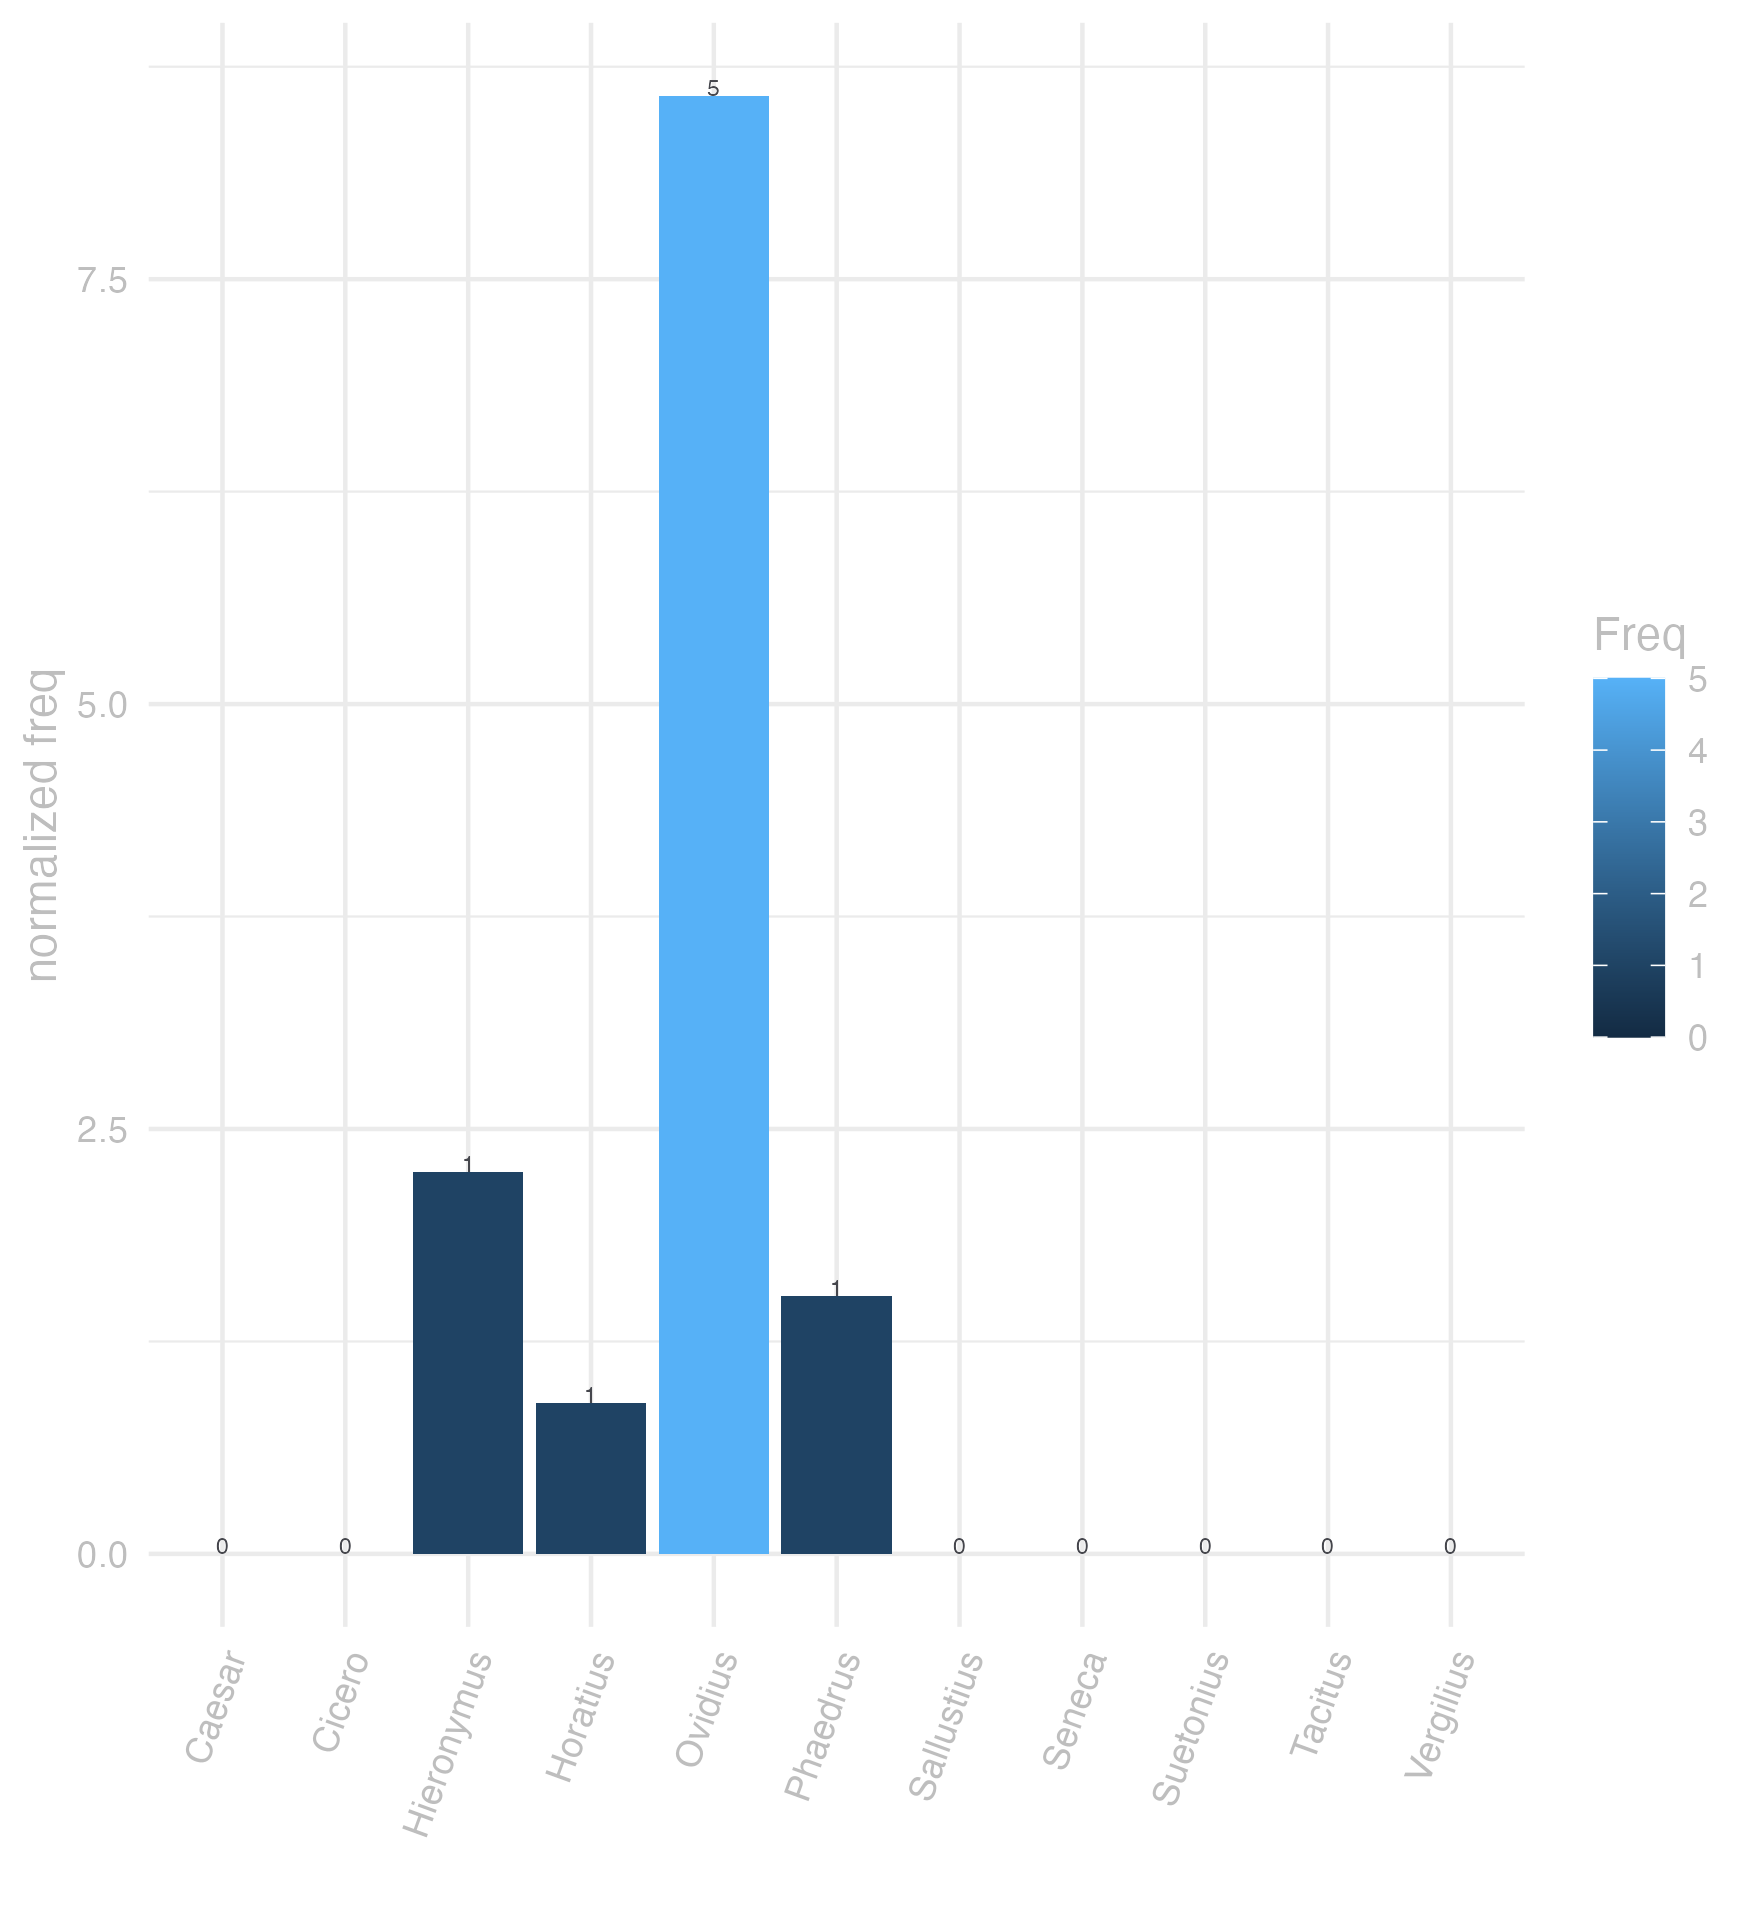 5
7.5
5.0
2.5
0.0
normalized freq
1
1
1
0
0
0
0
0
0
0
Caesar
Cicero
Hieronymus
Horatius
Ovidius
Phaedrus
Sallustius
Seneca
Suetonius
Tacitus
Vergilius
Freq
5
4
3
2
1
0